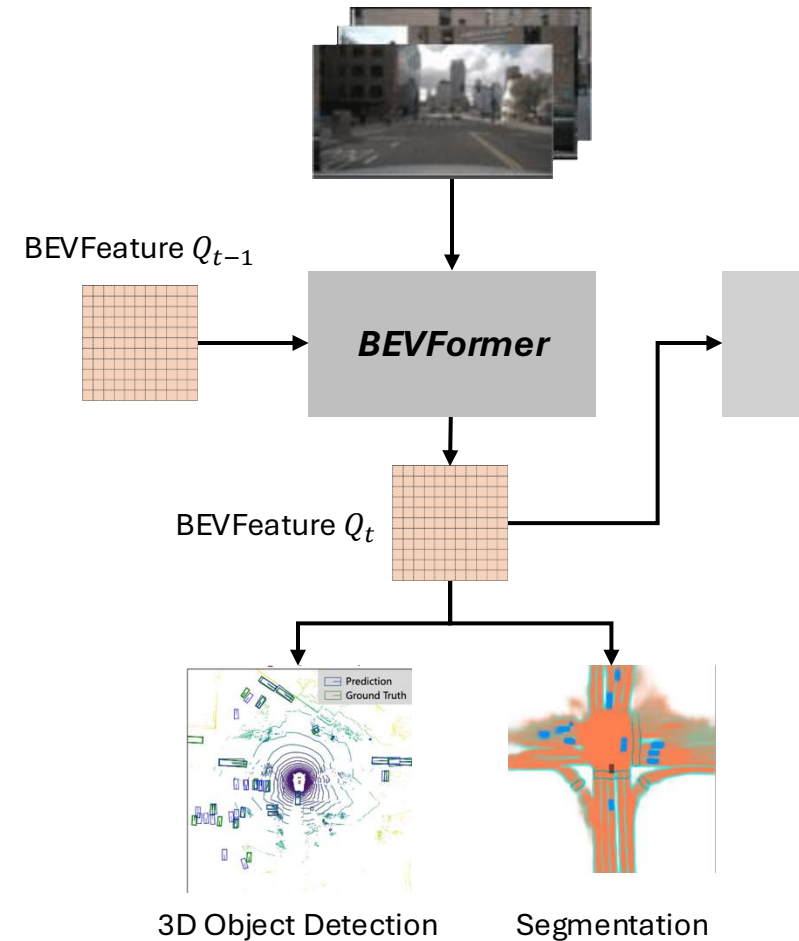 BEVFeature Q_{t-1}
BEVFormer
BEVFeature Q_t
Prediction
Ground Truth
3D Object Detection
Segmentation